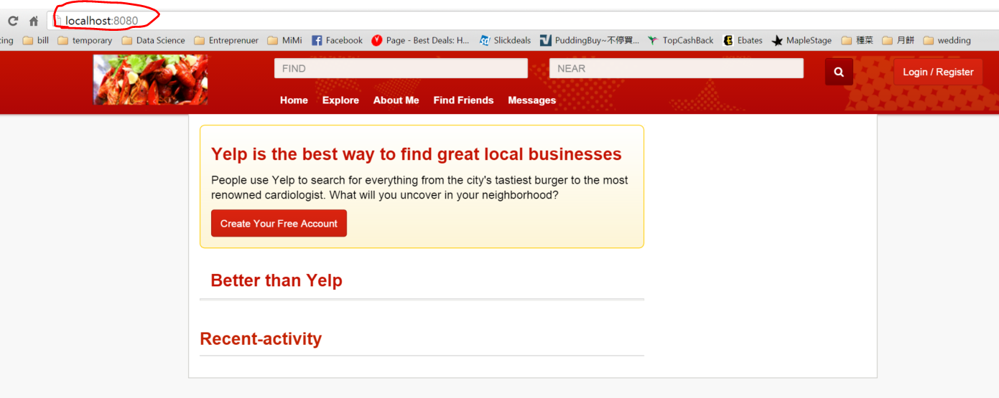 localhost:8080
bill temporary Data Science Entreprenuer MiMi Facebook Page - Best Deals: H... Slickdeals PuddingBuy~不停買... TopCashBack Ebates MapleStage 種菜 月餅 wedding
FIND NEAR Login / Register
Home Explore About Me Find Friends Messages
Yelp is the best way to find great local businesses
People use Yelp to search for everything from the city's tastiest burger to the most
renowned cardiologist. What will you uncover in your neighborhood?
Create Your Free Account
Better than Yelp
Recent-activity